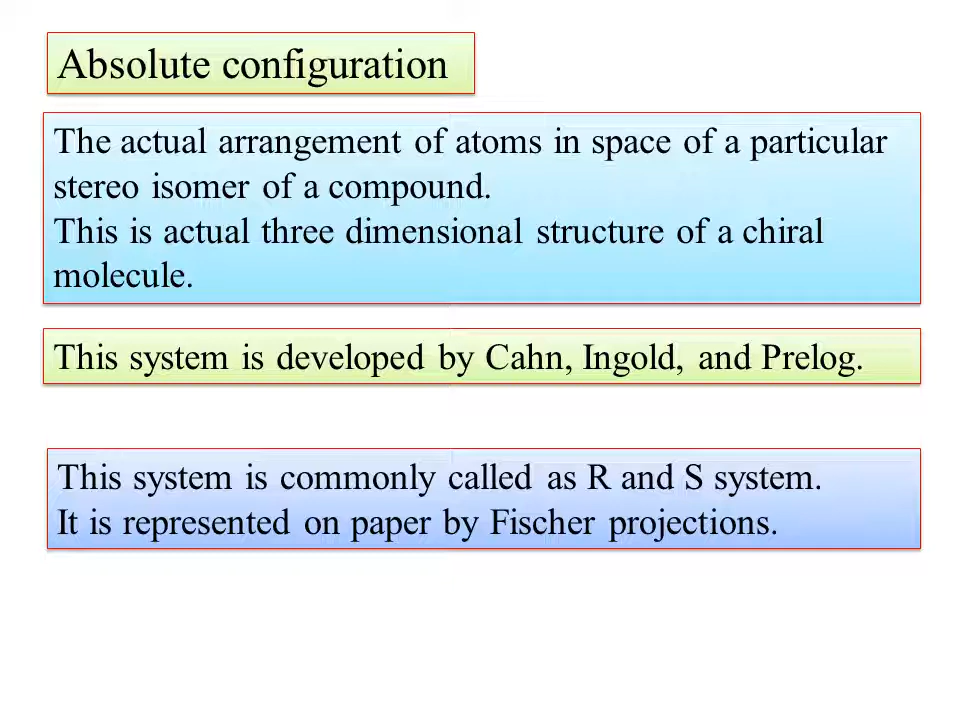 Absolute configuration
The actual arrangement of atoms in space of a particular
stereo isomer of a compound.
This is actual three dimensional structure of a chiral
molecule.
This system is developed by Cahn, Ingold, and Prelog.
This system is commonly called as R and S system.
It is represented on paper by Fischer projections.